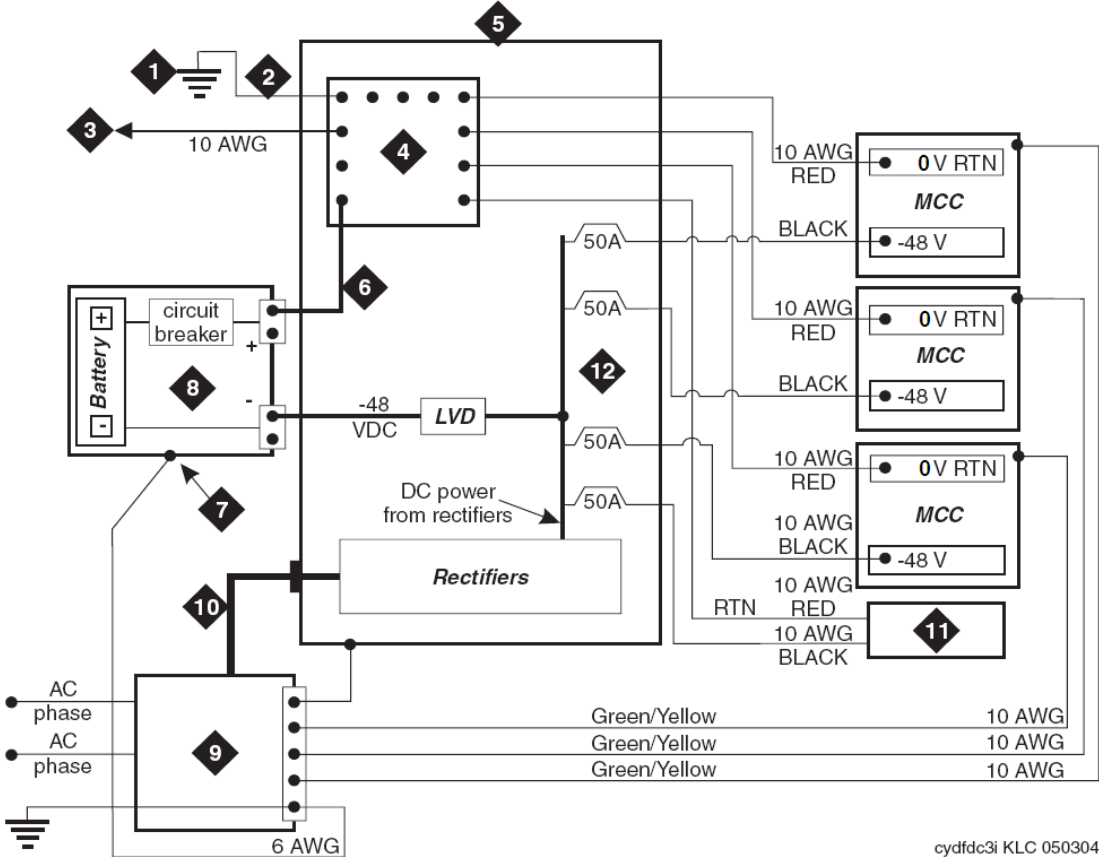 5
1
2
3
10 AWG
4
10 AWG
RED
0 V RTN
MCC
BLACK
-48 V
50A
6
circuit
breaker
+
+
Battery
8
-
-
50A
12
10 AWG
RED
0 V RTN
MCC
BLACK
-48 V
-48
VDC
LVD
50A
10 AWG
RED
0 V RTN
MCC
7
DC power
from rectifiers
50A
10 AWG
BLACK
-48 V
Rectifiers
10
10 AWG
RTN
RED
10 AWG
BLACK
11
AC
phase
AC
phase
9
Green/Yellow
10 AWG
Green/Yellow
10 AWG
Green/Yellow
10 AWG
6 AWG
cydfdc3i KLC 050304